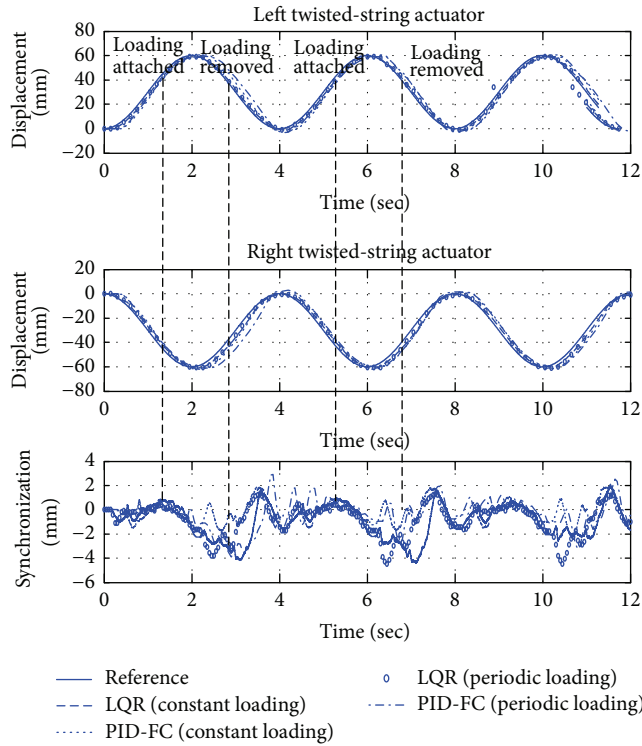 Left twisted-string actuator
80
60
40
20
0
−20
Displacement
(mm)
Loading
attached
Loading
removed
Loading
attached
Loading
removed
0 2 4 6 8 10 12
Time (sec)
Right twisted-string actuator
20
0
−20
−40
−60
−80
Displacement
(mm)
0 2 4 6 8 10 12
Time (sec)
4
2
0
−2
−4
−6
Synchronization
(mm)
0 2 4 6 8 10 12
Time (sec)
Reference
LQR (constant loading)
PID-FC (constant loading)
LQR (periodic loading)
PID-FC (periodic loading)